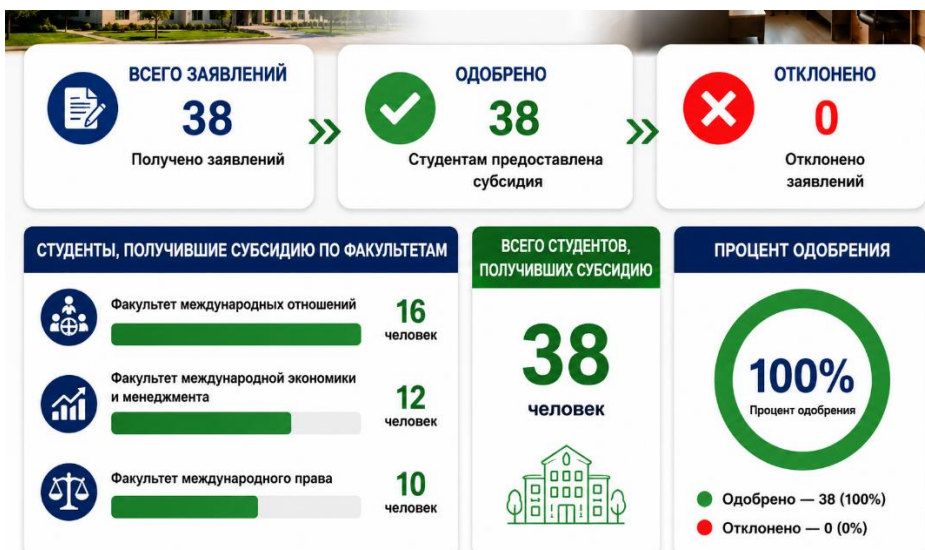 ВСЕГО ЗАЯВЛЕНИЙ
38
Получено заявлений
ОДОБРЕНО
38
Студентам предоставлена
субсидия
ОТКЛОНЕНО
0
Отклонено
заявлений
СТУДЕНТЫ, ПОЛУЧИВШИЕ СУБСИДИЮ ПО ФАКУЛЬТЕТАМ
Факультет международных отношений
16
человек
Факультет международной экономики
и менеджмента
12
человек
Факультет международного права
10
человек
ВСЕГО СТУДЕНТОВ,
ПОЛУЧИВШИХ СУБСИДИЮ
38
человек
ПРОЦЕНТ ОДОБРЕНИЯ
100%
Процент одобрения
Одобрено — 38 (100%)
Отклонено — 0 (0%)